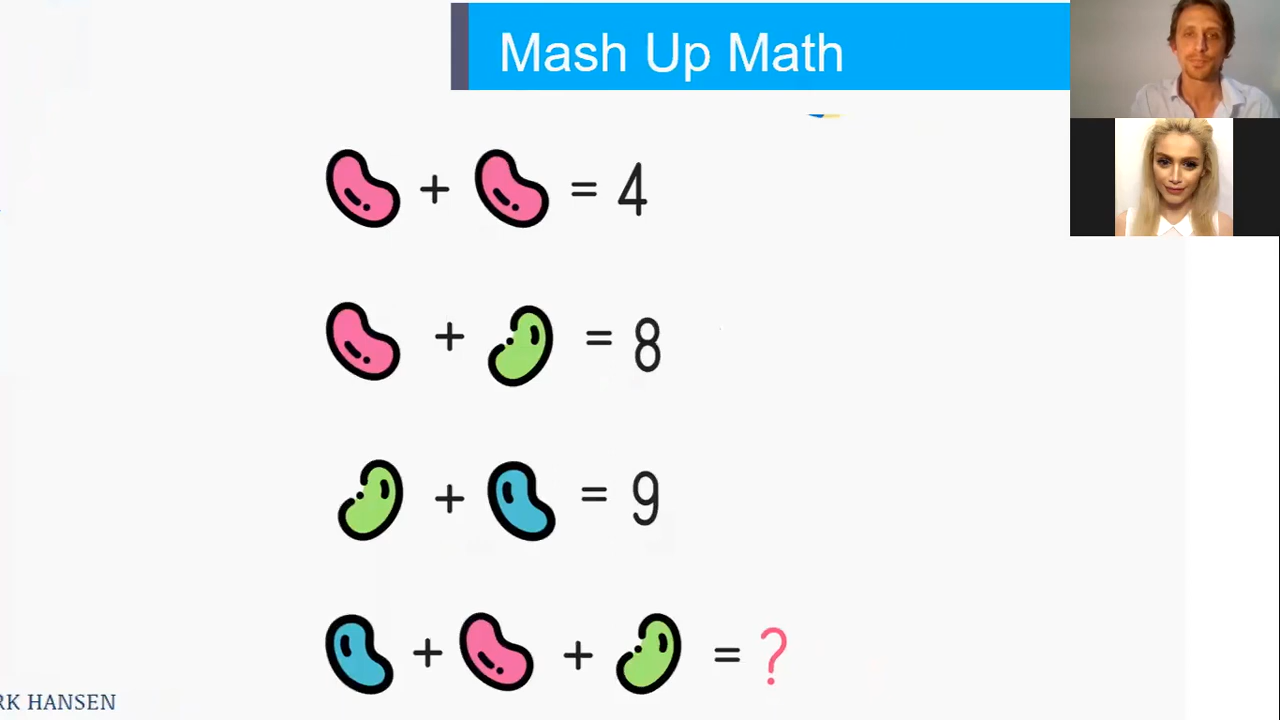 Mash Up Math
+ = 4
+ = 8
+ = 9
+ + = ?
RK HANSEN